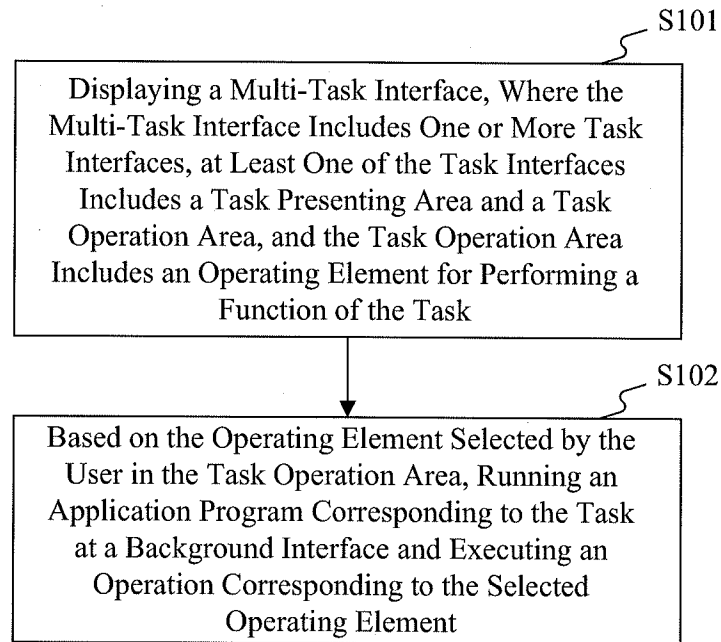 S101
Displaying a Multi-Task Interface, Where the
Multi-Task Interface Includes One or More Task
Interfaces, at Least One of the Task Interfaces
Includes a Task Presenting Area and a Task
Operation Area, and the Task Operation Area
Includes an Operating Element for Performing a
Function of the Task
S102
Based on the Operating Element Selected by the
User in the Task Operation Area, Running an
Application Program Corresponding to the Task
at a Background Interface and Executing an
Operation Corresponding to the Selected
Operating Element